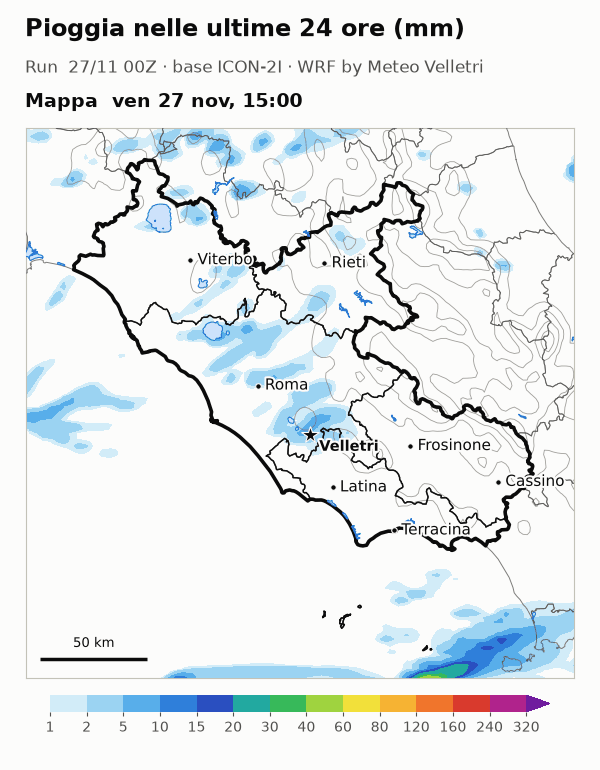 Pioggia nelle ultime 24 ore (mm)
Run  27/11 00Z · base ICON-2I · WRF by Meteo Velletri
Mappa  ven 27 nov, 15:00
Viterbo
Rieti
Roma
Velletri
Frosinone
Cassino
Latina
Terracina
50 km
1 2 5 10 15 20 30 40 60 80 120 160 240 320